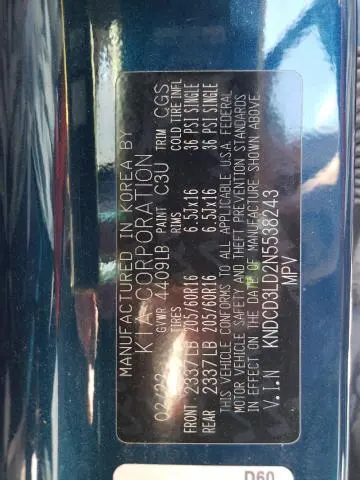 MANUFACTURED IN KOREA BY
KIA CORPORATION
02/22 GVWR 4409LB PAINT C3U TRIM CGS
TIRES RIMS COLD TIRE INFL
FRONT 2337LB 205/60R16 6.5Jx16 36 PSI SINGLE
REAR 2337LB 205/60R16 6.5Jx16 36 PSI SINGLE
THIS VEHICLE CONFORMS TO ALL APPLICABLE U.S.A. FEDERAL
MOTOR VEHICLE SAFETY AND THEFT PREVENTION STANDARDS
IN EFFECT ON THE DATE OF MANUFACTURE SHOWN ABOVE.
V.I.N KNDCD3LD2N5538243
MPV
D60